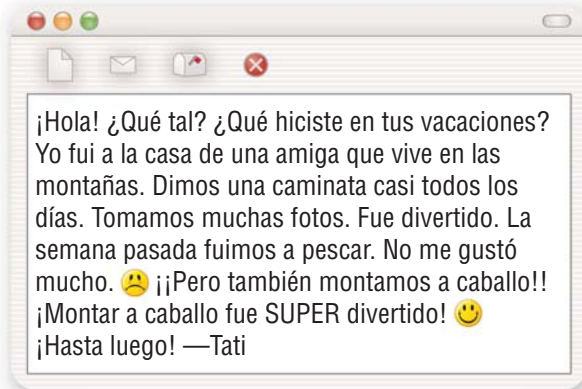 ¡Hola! ¿Qué tal? ¿Qué hiciste en tus vacaciones?
Yo fui a la casa de una amiga que vive en las
montañas. Dimos una caminata casi todos los
días. Tomamos muchas fotos. Fue divertido. La
semana pasada fuimos a pescar. No me gustó
mucho. ☹ ¡¡Pero también montamos a caballo!!
¡Montar a caballo fue SUPER divertido! 🙂
¡Hasta luego! —Tati